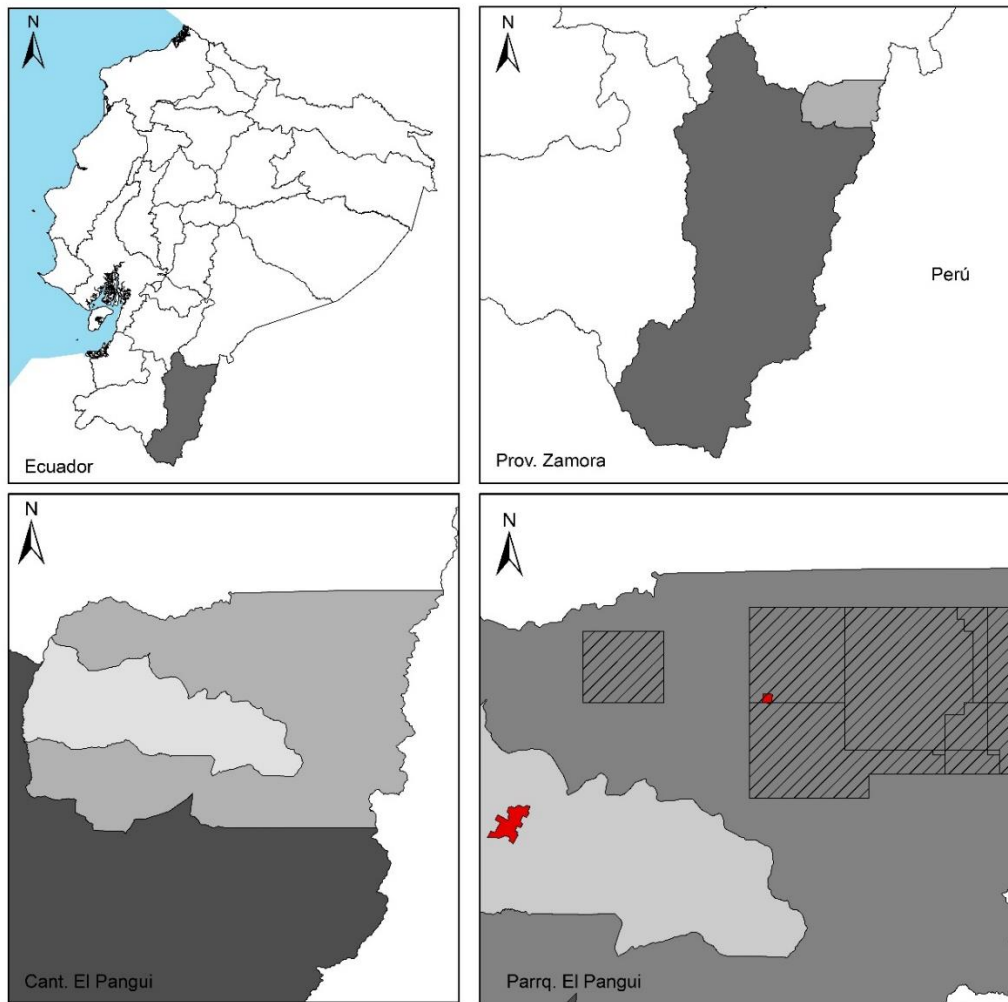 N
Ecuador
N
Perú
Prov. Zamora
N
Cant. El Pangui
N
Parrq. El Pangui